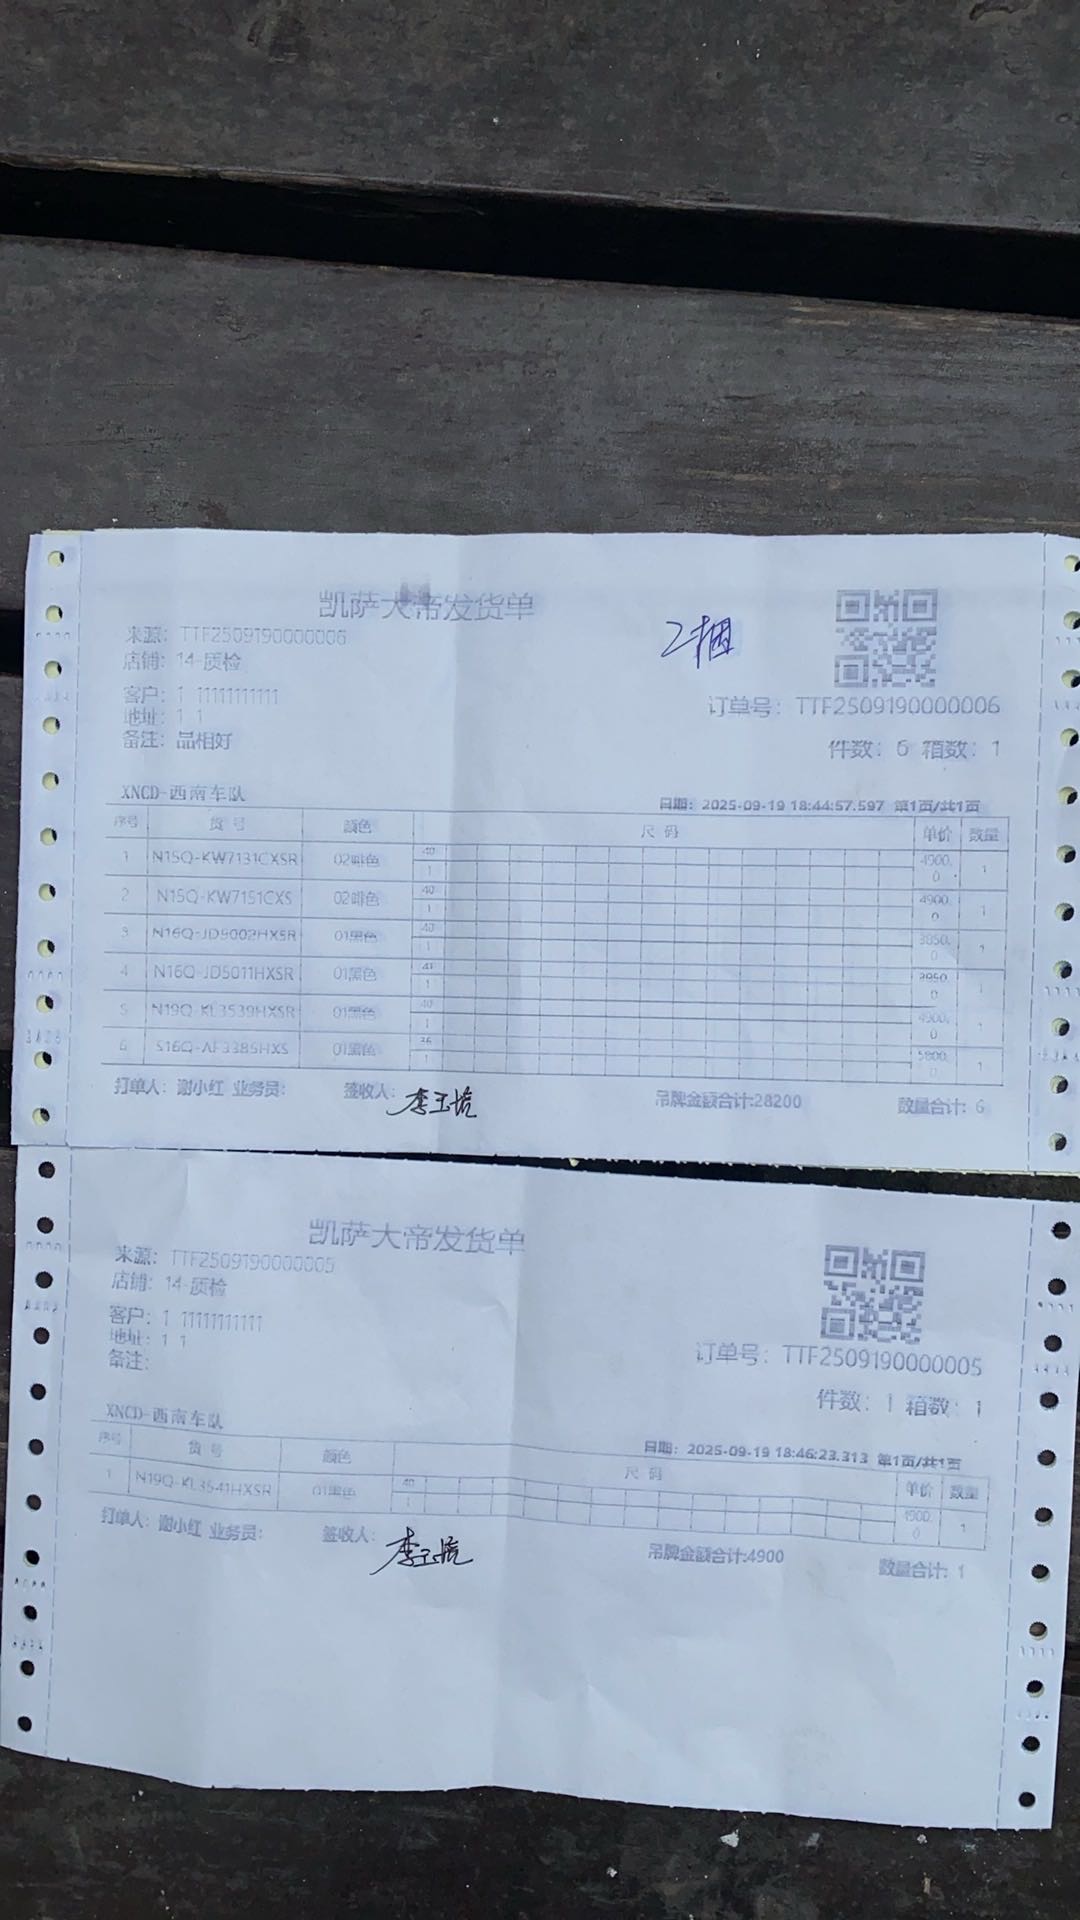 凯萨大帝发货单
2捆
来源: TTF2509190000006
店铺: 14-质检
客户: 1 11111111111
订单号: TTF2509190000006
地址: 1 1
备注: 品相好
件数: 6 箱数: 1
XNCD-西南车队
日期: 2025-09-19 18:44:57.597 第1页/共1页
序号 货号 颜色 尺码 单价 数量
1 N15Q-KW7131CXSR 02啡色 40 1 4900.0 1
2 N15Q-KW7151CXS 02啡色 40 1 4900.0 1
3 N16Q-JD5002HXSR 01黑色 40 1 3850.0 1
4 N16Q-JD5011HXSR 01黑色 1 3850.0 1
5 N19Q-KL3539HXSR 01黑色 40 1 4900.0 1
6 S16Q-AF3385HXS 01黑色 1 5800.0 1
打单人: 谢小红 业务员: 签收人: 吊牌金额合计:28200 数量合计: 6
凯萨大帝发货单
来源: TTF2509190000005
店铺: 14-质检
客户: 1 11111111111
地址: 1 1
订单号: TTF2509190000005
备注:
件数: 1 箱数: 1
XNCD-西南车队
日期: 2025-09-19 18:46:23.313 第1页/共1页
序号 货号 颜色 尺码 单价 数量
1 N19Q-KL3541HXSR 01黑色 40 1 4900.0 1
打单人: 谢小红 业务员: 签收人: 吊牌金额合计:4900 数量合计: 1